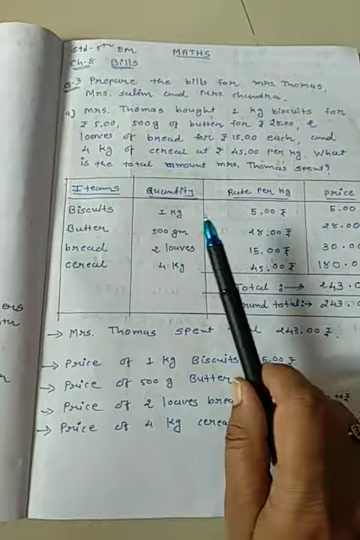 Std-5th EM MATHS
Ch-8 Bills
Q.3 Prepare the bills for mrs.Thomas,
Mrs. Salim and Mrs. chundra.
a) Mrs. Thomas bought 1 kg biscuits for
₹ 5.00, 500g of butter for ₹ 28.00, 2
loaves of bread for ₹ 15.00 each, and
4 kg of cereal at ₹ 45.00 per kg. What
is the total amount mrs. Thomas spent?
Iteams Quantity Rate Per Kg price
Biscuits 1 kg 5.00 ₹ 5.00
Butter 500 gm 28.00 ₹ 28.00
bread 2 loaves 15.00 ₹ 30.0
cereal 4 kg 45.00 ₹ 180.0
Total :→ 243.0
total:→ 243.
→ Mrs. Thomas spent total 243.00 ₹.
→ Price of 1 kg Biscuits 5.00 ₹
→ Price of 500 g Butter
→ Price of 2 loaves
→ Price of 4 kg